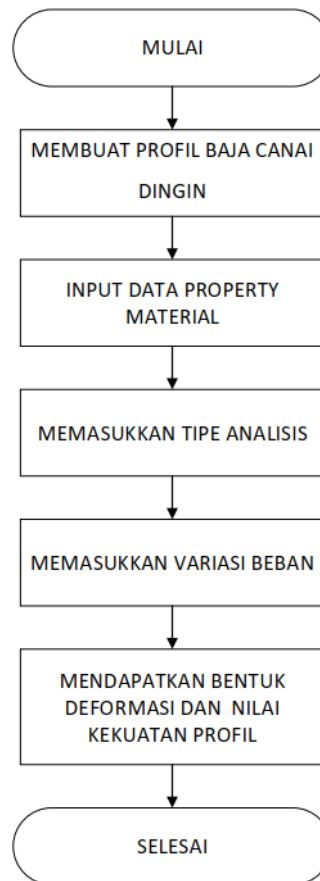 MULAI
MEMBUAT PROFIL BAJA CANAI
DINGIN
INPUT DATA PROPERTY
MATERIAL
MEMASUKKAN TIPE ANALISIS
MEMASUKKAN VARIASI BEBAN
MENDAPATKAN BENTUK
DEFORMASI DAN NILAI
KEKUATAN PROFIL
SELESAI